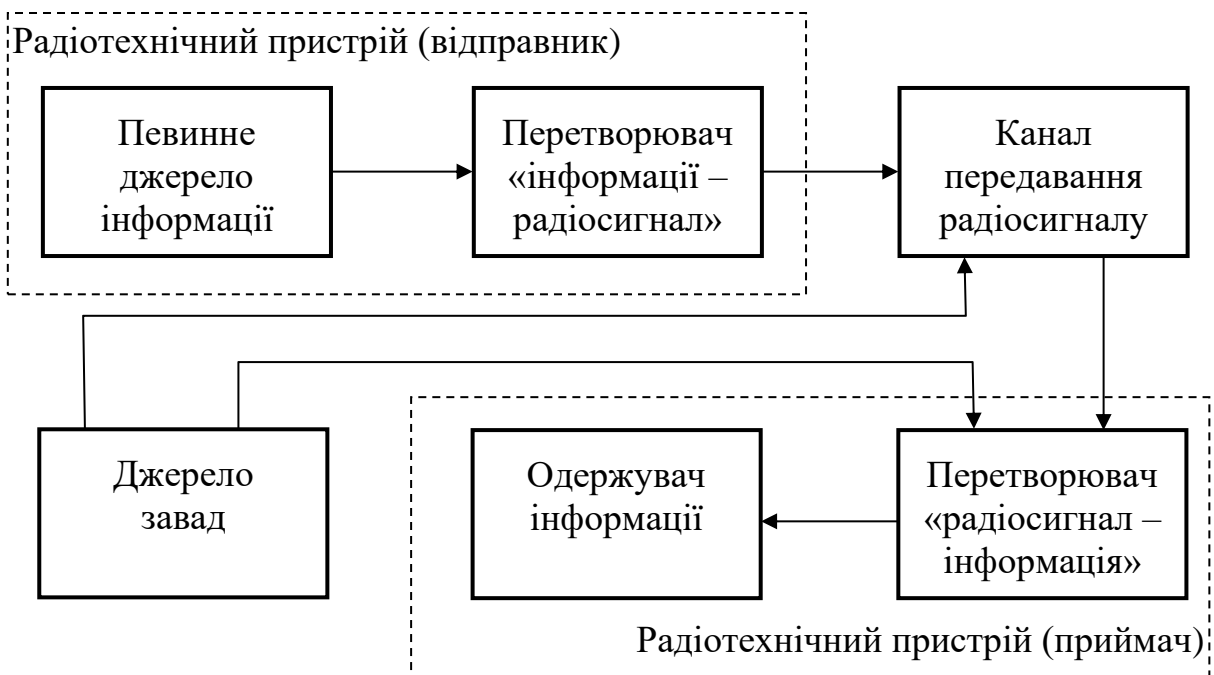 Радіотехнічний пристрій (відправник)
Певинне
джерело
інформації
Перетворювач
«інформації –
радіосигнал»
Канал
передавання
радіосигналу
Джерело
завад
Одержувач
інформації
Перетворювач
«радіосигнал –
інформація»
Радіотехнічний пристрій (приймач)